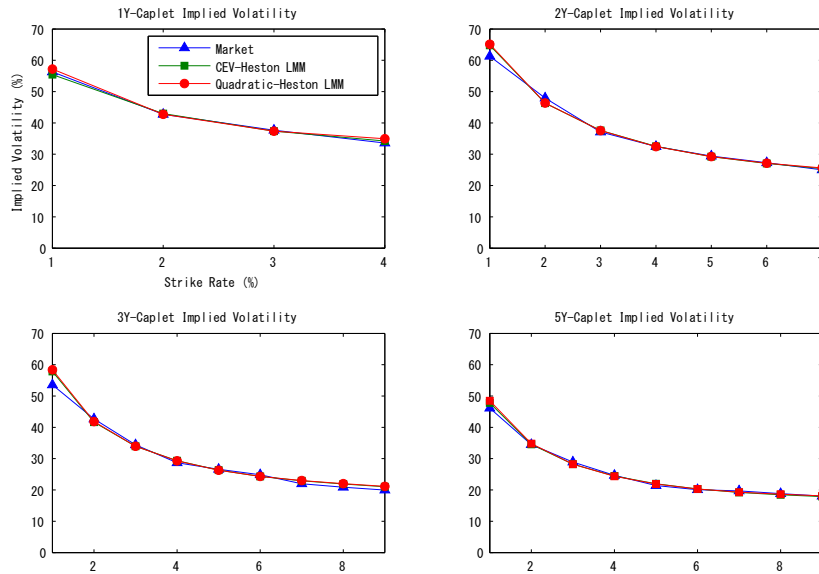 1Y-Caplet Implied Volatility
2Y-Caplet Implied Volatility
Market
CEV-Heston LMM
Quadratic-Heston LMM
Implied Volatility (%)
70
60
50
40
30
20
10
0
1 2 3 4
Strike Rate (%)
70
60
50
40
30
20
10
0
1 2 3 4 5 6
3Y-Caplet Implied Volatility
5Y-Caplet Implied Volatility
70
60
50
40
30
20
10
0
2 4 6 8
70
60
50
40
30
20
10
0
2 4 6 8